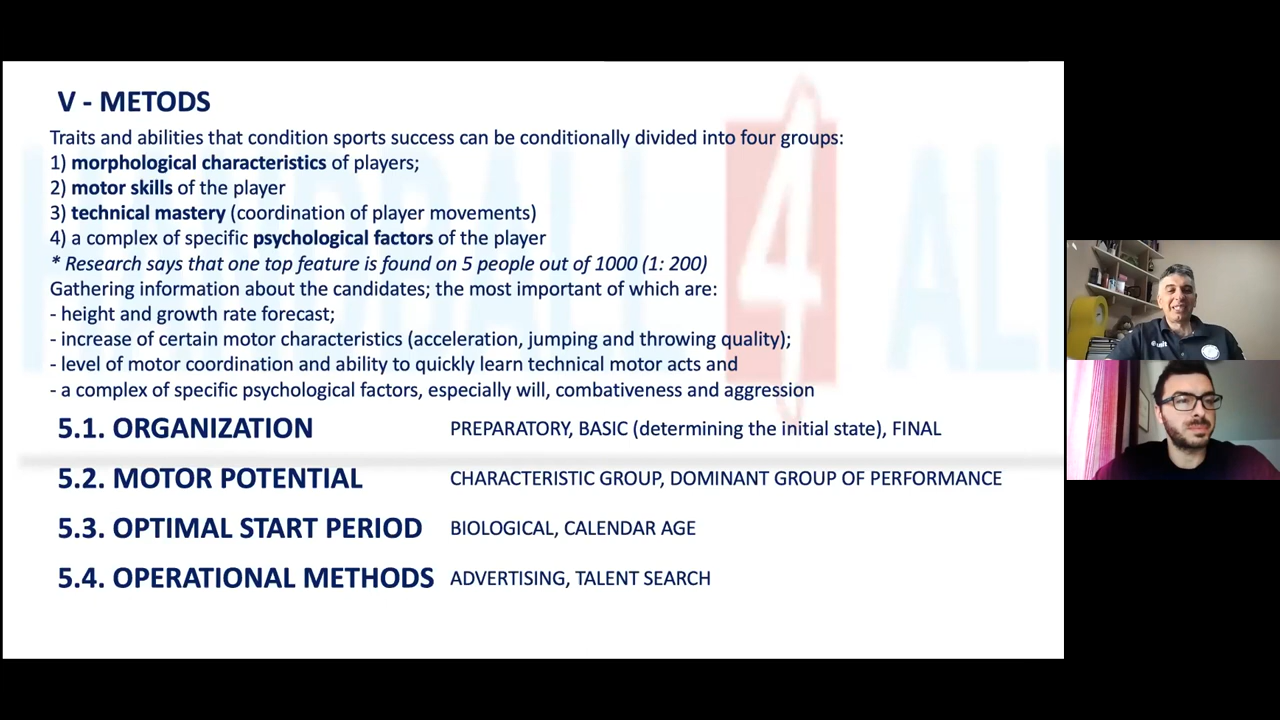 V - METODS
Traits and abilities that condition sports success can be conditionally divided into four groups:
1) morphological characteristics of players;
2) motor skills of the player
3) technical mastery (coordination of player movements)
4) a complex of specific psychological factors of the player
* Research says that one top feature is found on 5 people out of 1000 (1: 200)
Gathering information about the candidates; the most important of which are:
- height and growth rate forecast;
- increase of certain motor characteristics (acceleration, jumping and throwing quality);
- level of motor coordination and ability to quickly learn technical motor acts and
- a complex of specific psychological factors, especially will, combativeness and aggression
5.1. ORGANIZATION PREPARATORY, BASIC (determining the initial state), FINAL
5.2. MOTOR POTENTIAL CHARACTERISTIC GROUP, DOMINANT GROUP OF PERFORMANCE
5.3. OPTIMAL START PERIOD BIOLOGICAL, CALENDAR AGE
5.4. OPERATIONAL METHODS ADVERTISING, TALENT SEARCH